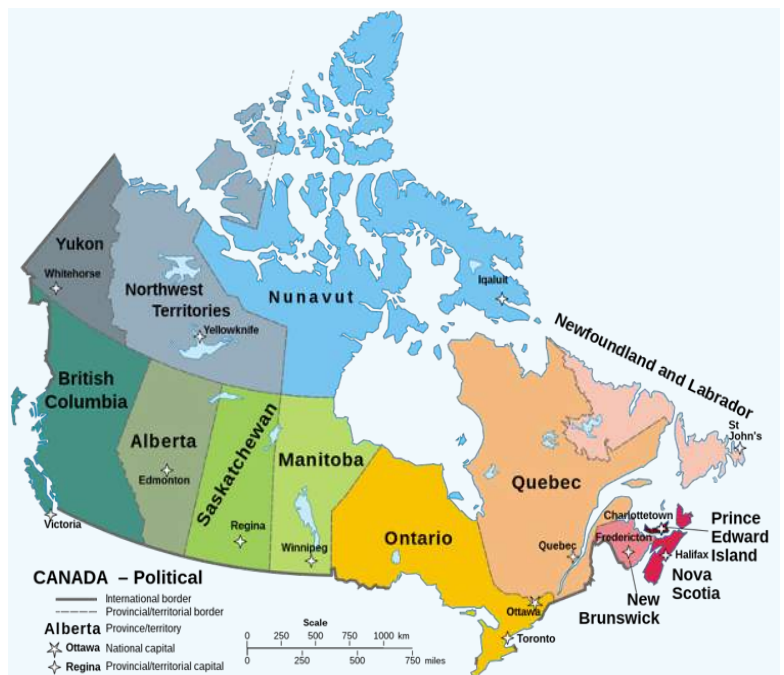 Yukon
Whitehorse
Northwest
Territories
Yellowknife
Nunavut
Iqaluit
Newfoundland and Labrador
British
Columbia
Alberta
Edmonton
Saskatchewan
Manitoba
St
John's
Quebec
Victoria
Regina
Winnipeg
Ontario
Quebec
Charlottetown
Fredericton
Halifax
Prince
Edward
Island
Nova
Scotia
New
Brunswick
Ottawa
Toronto
CANADA – Political
International border
Provincial/territorial border
Alberta Province/territory
Ottawa National capital
Regina Provincial/territorial capital
Scale
0 250 500 750 1000 km
0 250 500 750 miles